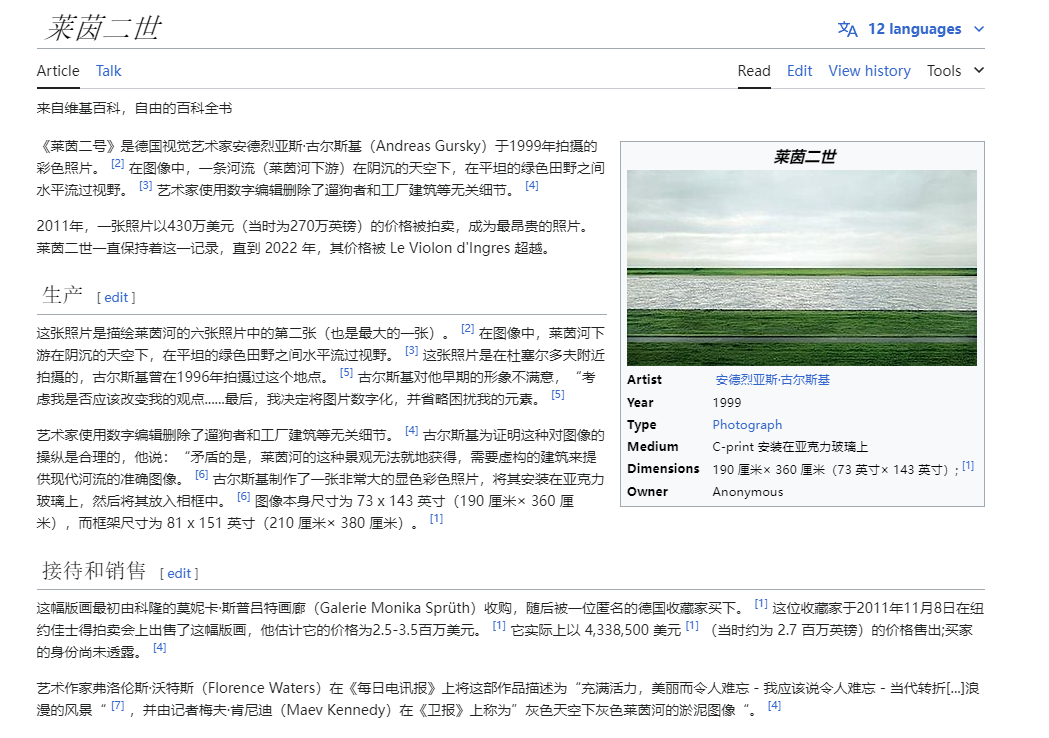 莱茵二世
12 languages
Article Talk Read Edit View history Tools
来自维基百科，自由的百科全书
《莱茵二号》是德国视觉艺术家安德烈亚斯·古尔斯基（Andreas Gursky）于1999年拍摄的
彩色照片。 [2] 在图像中，一条河流（莱茵河下游）在阴沉的天空下，在平坦的绿色田野之间
水平流过视野。 [3] 艺术家使用数字编辑删除了遛狗者和工厂建筑等无关细节。 [4]
2011年，一张照片以430万美元（当时为270万英镑）的价格被拍卖，成为最昂贵的照片。
莱茵二世一直保持着这一记录，直到 2022 年，其价格被 Le Violon d'Ingres 超越。
生产 [ edit ]
这张照片是描绘莱茵河的六张照片中的第二张（也是最大的一张）。 [2] 在图像中，莱茵河下
游在阴沉的天空下，在平坦的绿色田野之间水平流过视野。 [3] 这张照片是在杜塞尔多夫附近
拍摄的，古尔斯基曾在1996年拍摄过这个地点。 [5] 古尔斯基对他早期的形象不满意，“考
虑我是否应该改变我的观点......最后，我决定将图片数字化，并省略困扰我的元素。 [5]
艺术家使用数字编辑删除了遛狗者和工厂建筑等无关细节。 [4] 古尔斯基为证明这种对图像的
操纵是合理的，他说：“矛盾的是，莱茵河的这种景观无法就地获得，需要虚构的建筑来提
供现代河流的准确图像。 [6] 古尔斯基制作了一张非常大的显色彩色照片，将其安装在亚克力
玻璃上，然后将其放入相框中。 [6] 图像本身尺寸为 73 x 143 英寸（190 厘米× 360 厘
米），而框架尺寸为 81 x 151 英寸（210 厘米× 380 厘米）。 [1]
莱茵二世
Artist 安德烈亚斯·古尔斯基
Year 1999
Type Photograph
Medium C-print 安装在亚克力玻璃上
Dimensions 190 厘米× 360 厘米（73 英寸× 143 英寸）; [1]
Owner Anonymous
接待和销售 [ edit ]
这幅版画最初由科隆的莫妮卡·斯普吕特画廊（Galerie Monika Sprüth）收购，随后被一位匿名的德国收藏家买下。 [1] 这位收藏家于2011年11月8日在纽
约佳士得拍卖会上出售了这幅版画，他估计它的价格为2.5-3.5百万美元。 [1] 它实际上以 4,338,500 美元 [1] （当时约为 2.7 百万英镑）的价格售出;买家
的身份尚未透露。 [4]
艺术作家弗洛伦斯·沃特斯（Florence Waters）在《每日电讯报》上将这部作品描述为“充满活力，美丽而令人难忘 - 我应该说令人难忘 - 当代转折[...]浪
漫的风景“ [7] ，并由记者梅夫·肯尼迪（Maev Kennedy）在《卫报》上称为”灰色天空下灰色莱茵河的淤泥图像“。 [4]